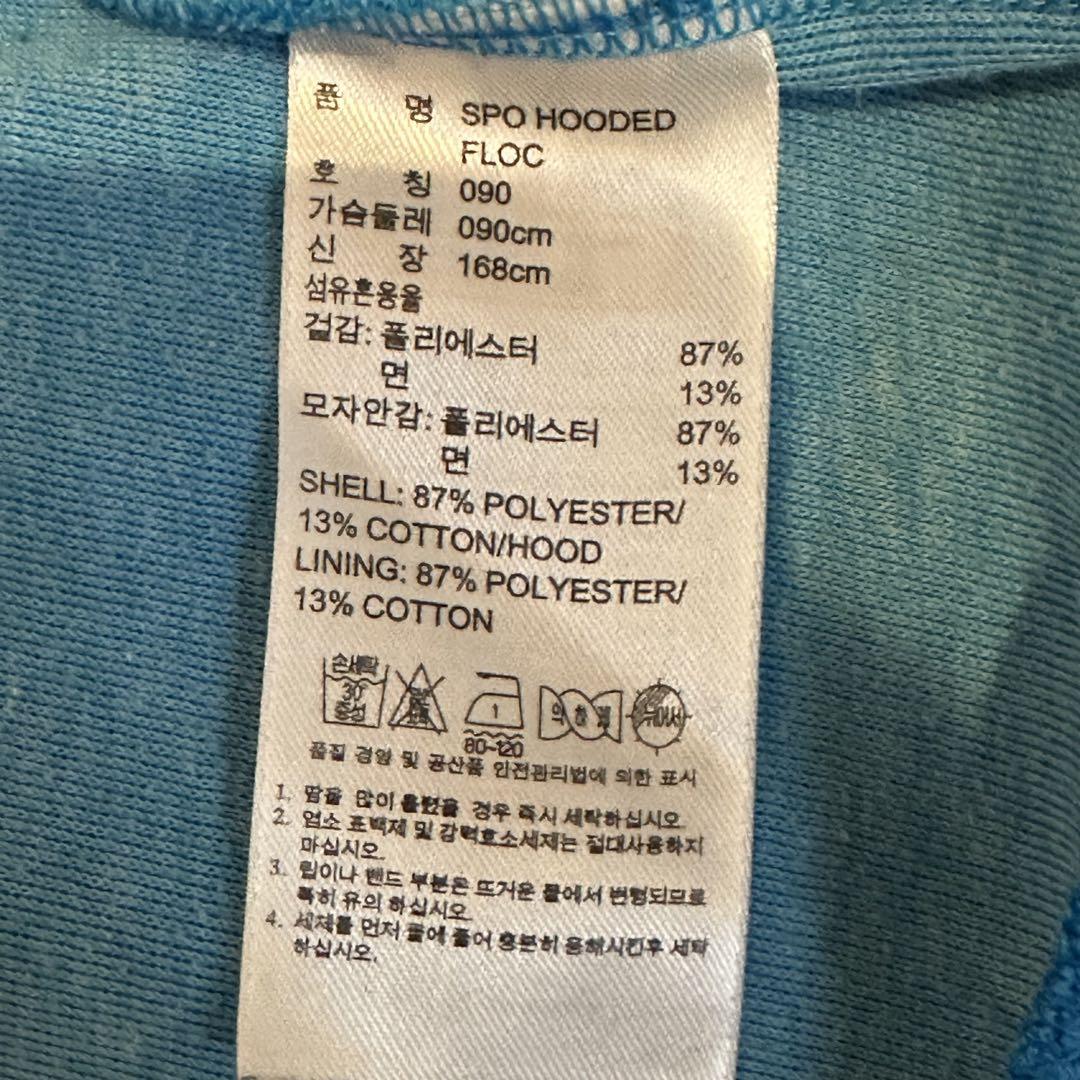 품 명 SPO HOODED
FLOC
호 칭 090
가슴둘레 090cm
신 장 168cm
섬유혼용율
겉감: 폴리에스터 87%
면 13%
모자안감: 폴리에스터 87%
면 13%
SHELL: 87% POLYESTER/
13% COTTON/HOOD
LINING: 87% POLYESTER/
13% COTTON
손세탁
30°
중성
1
80-120
약하게
뉘어서
품질 경영 및 공산품 안전관리법에 의한 표시
1. 땀을 많이 흘렸을 경우 즉시 세탁하십시오.
2. 염소 표백제 및 강력효소세제는 절대사용하지
마십시오.
3. 립이나 밴드 부분은 뜨거운 물에서 변형되므로
특히 유의 하십시오.
4. 세제를 먼저 물에 풀어 충분히 용해시킨후 세탁
하십시오.